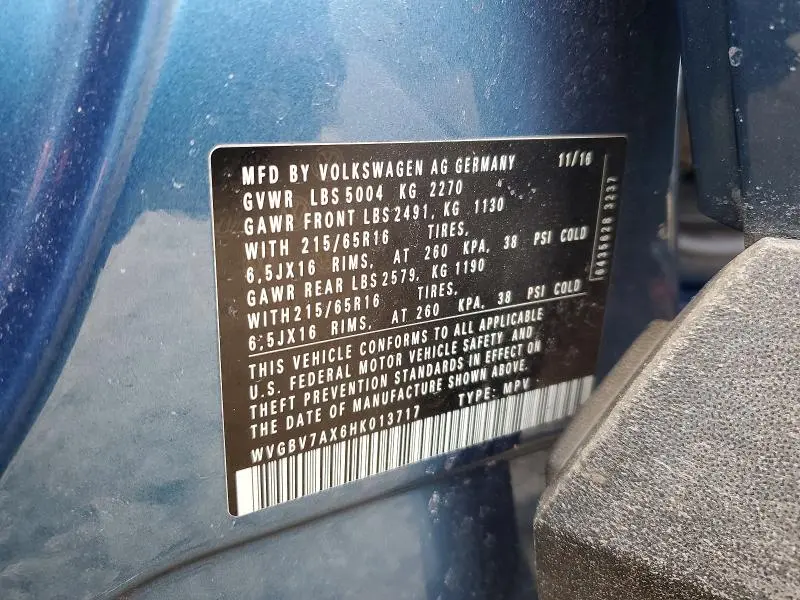 MFD BY VOLKSWAGEN AG GERMANY 11/16
GVWR LBS 5004 KG 2270
GAWR FRONT LBS 2491, KG 1130
WITH 215/65R16 TIRES,
6,5JX16 RIMS, AT 260 KPA, 38 PSI COLD
GAWR REAR LBS 2579, KG 1190
WITH 215/65R16 TIRES,
6,5JX16 RIMS, AT 260 KPA, 38 PSI COLD
THIS VEHICLE CONFORMS TO ALL APPLICABLE
U.S. FEDERAL MOTOR VEHICLE SAFETY AND
THEFT PREVENTION STANDARDS IN EFFECT ON
THE DATE OF MANUFACTURE SHOWN ABOVE.
WVGBV7AX6HK013717 TYPE: MPV
3237